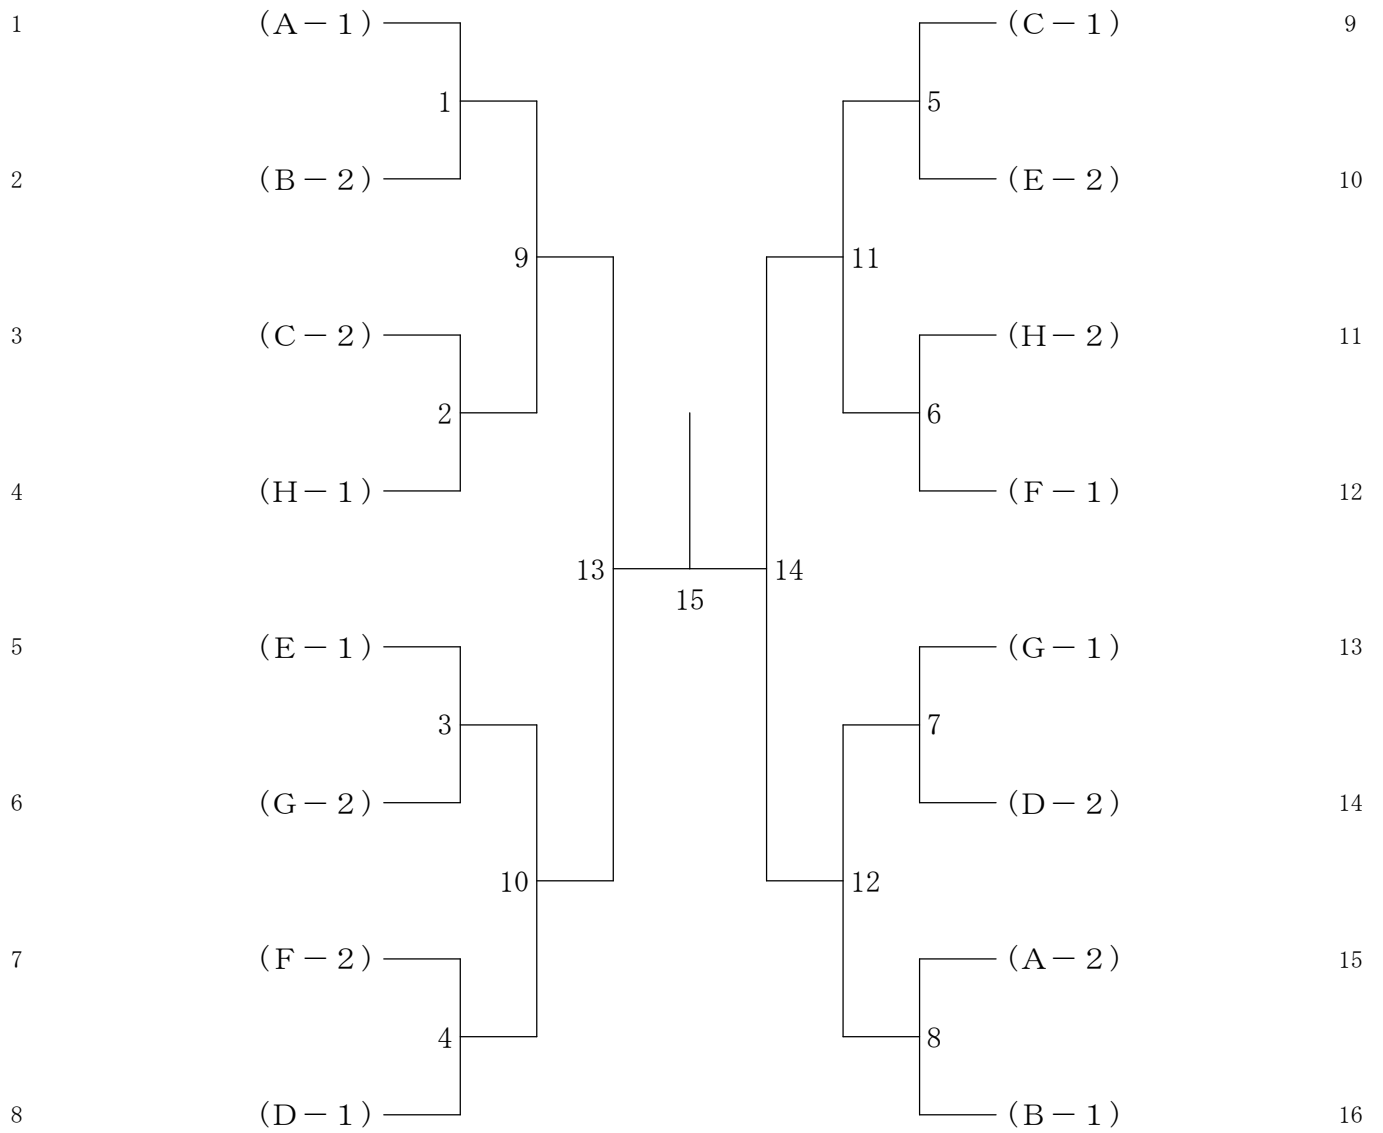 1 （A－1） （C－1） 9
1 5
2 （B－2） （E－2） 10
9 11
3 （C－2） （H－2） 11
2 6
4 （H－1） （F－1） 12
13 14
15
5 （E－1） （G－1） 13
3 7
6 （G－2） （D－2） 14
10 12
7 （F－2） （A－2） 15
4 8
8 （D－1） （B－1） 16